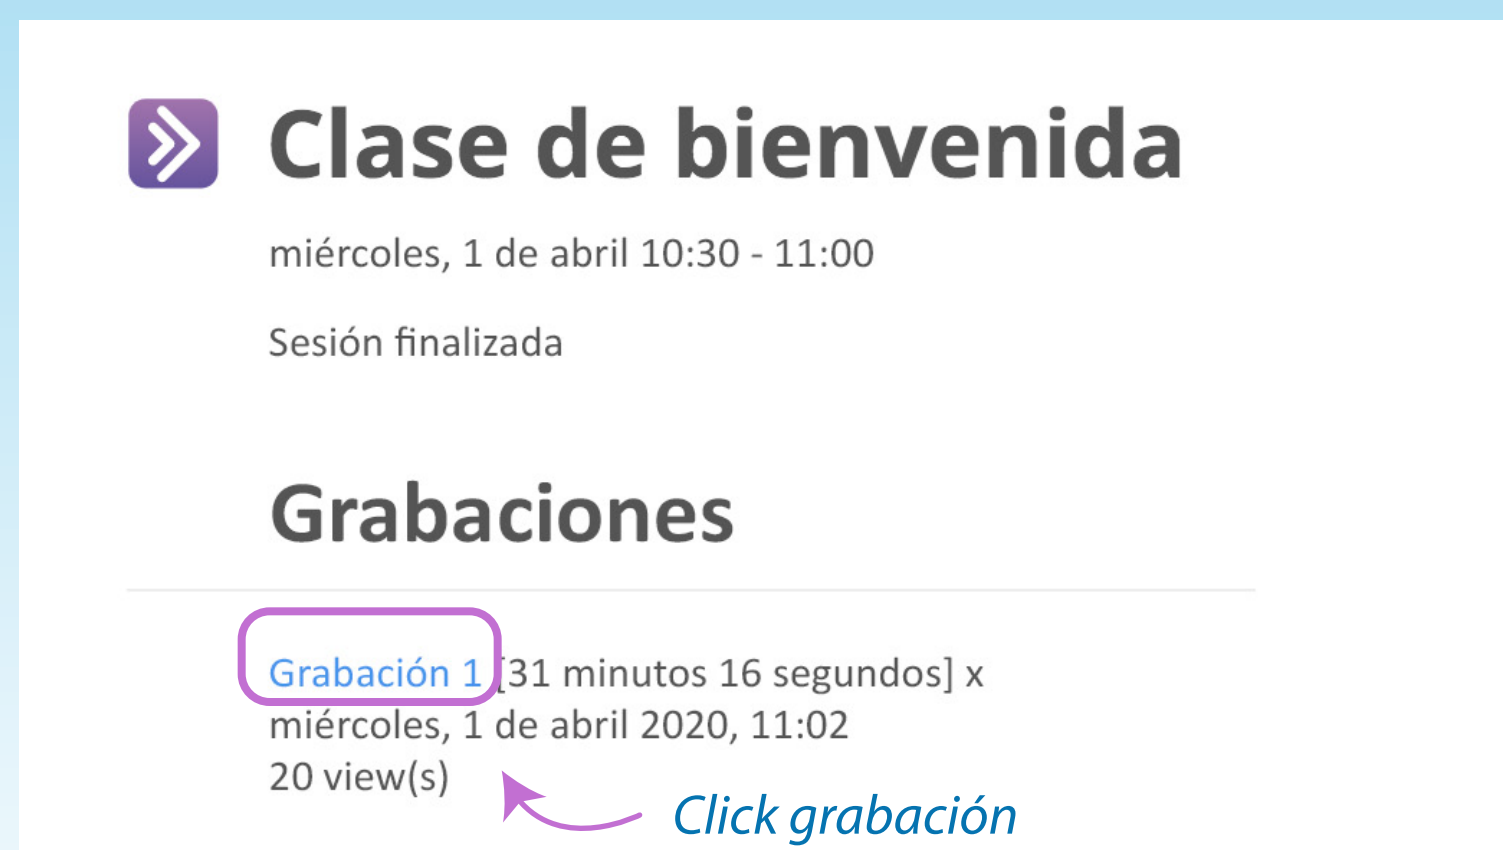 Clase de bienvenida
miércoles, 1 de abril 10:30 - 11:00
Sesión finalizada
Grabaciones
Grabación 1 [31 minutos 16 segundos] x
miércoles, 1 de abril 2020, 11:02
20 view(s)
Click grabación